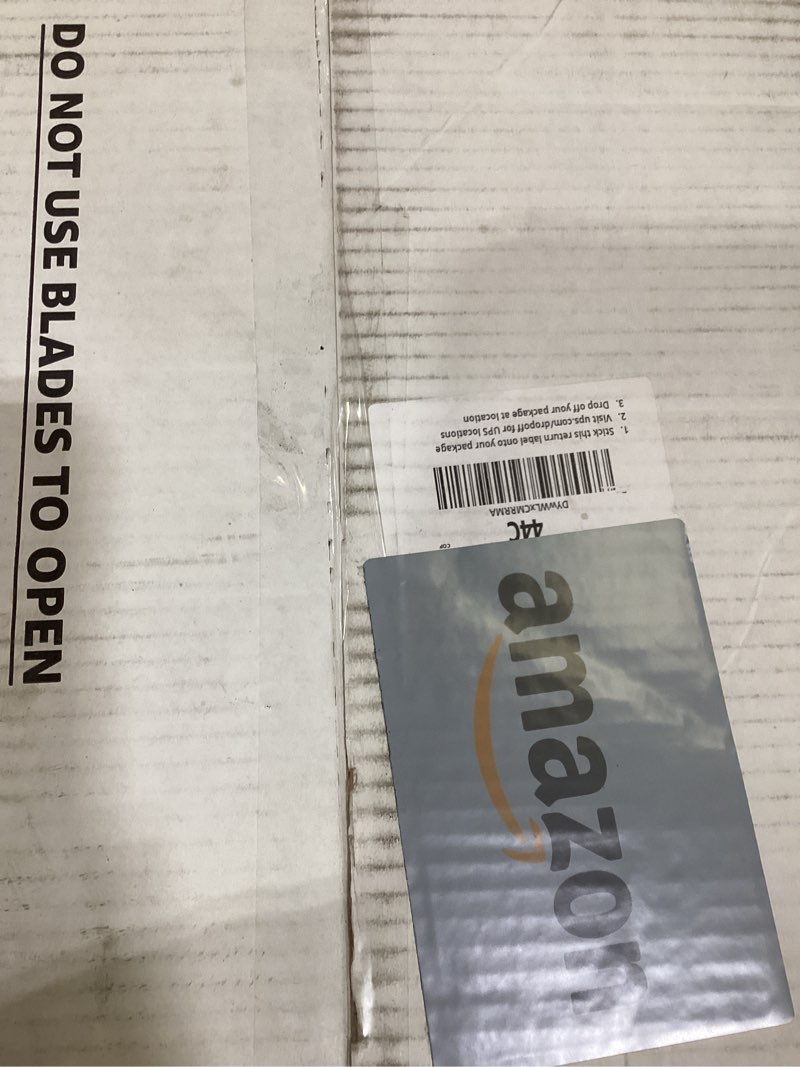 DO NOT USE BLADES TO OPEN
44C
DYwWLxCMRRMA
1. Stick this return label onto your package
2. Visit ups.com/dropoff for UPS locations
3. Drop off your package at location
amazon